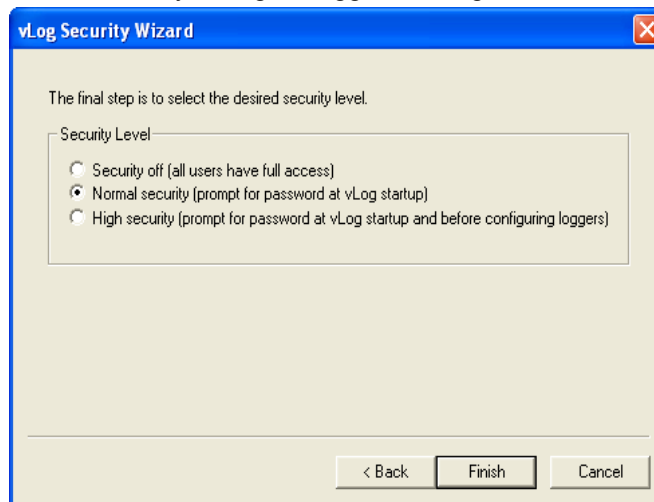 vLog Security Wizard
The final step is to select the desired security level.
Security Level
Security off (all users have full access)
Normal security (prompt for password at vLog startup)
High security (prompt for password at vLog startup and before configuring loggers)
< Back Finish Cancel